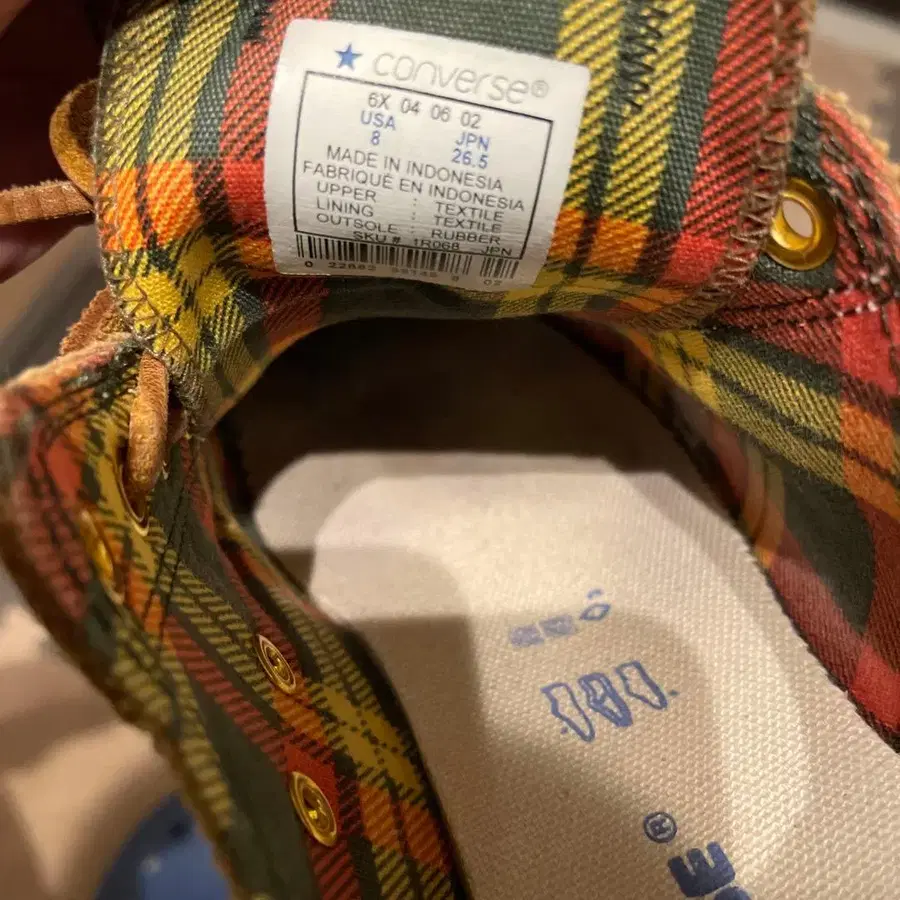 converse®
6X 04 06 02
USA JPN
8 26.5
MADE IN INDONESIA
FABRIQUÉ EN INDONESIA
UPPER : TEXTILE
LINING : TEXTILE
OUTSOLE : RUBBER
SKU # 1R068 JPN
®